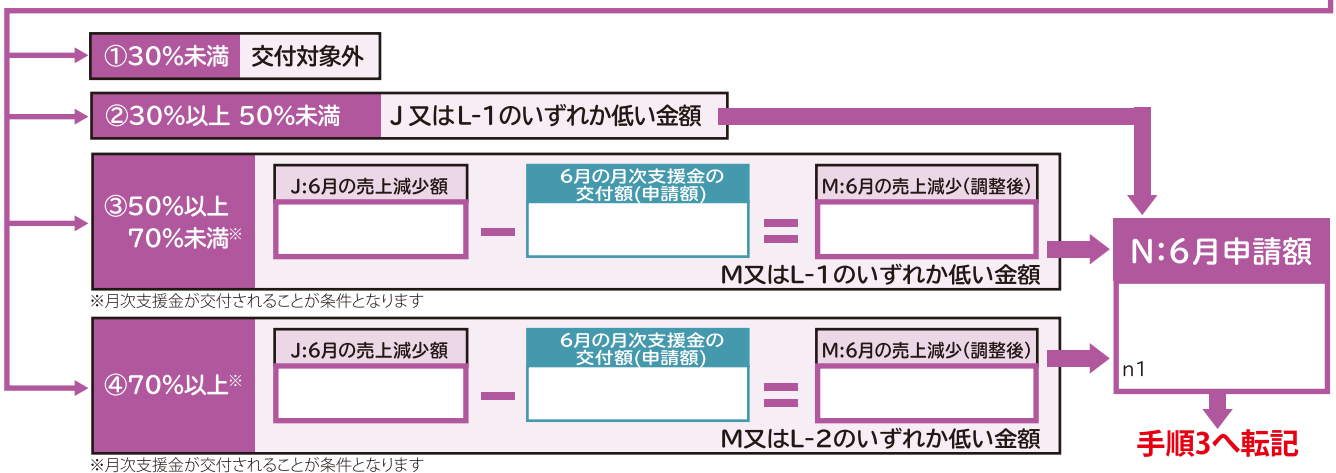 ①30%未満 交付対象外
②30%以上 50%未満 J又はL-1のいずれか低い金額
③50%以上
70%未満※
J:6月の売上減少額
6月の月次支援金の
交付額(申請額)
M:6月の売上減少(調整後)
M又はL-1のいずれか低い金額
※月次支援金が交付されることが条件となります
④70%以上※
J:6月の売上減少額
6月の月次支援金の
交付額(申請額)
M:6月の売上減少(調整後)
M又はL-2のいずれか低い金額
※月次支援金が交付されることが条件となります
N:6月申請額
n1
手順3へ転記